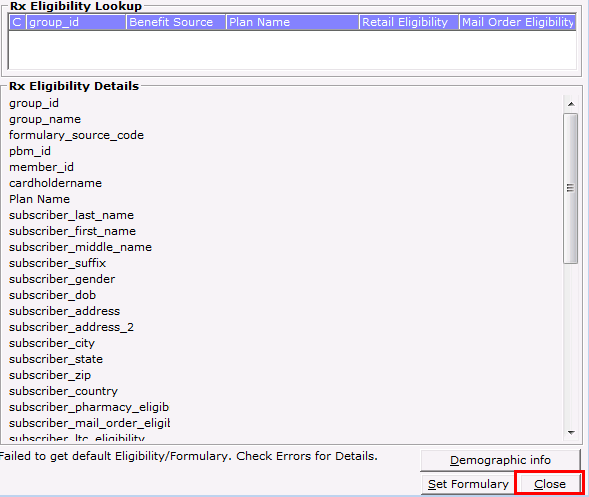 Rx Eligibility Lookup
C group_id Benefit Source Plan Name Retail Eligibility Mail Order Eligibility
Rx Eligibility Details
group_id
group_name
formulary_source_code
pbm_id
member_id
cardholdername
Plan Name
subscriber_last_name
subscriber_first_name
subscriber_middle_name
subscriber_suffix
subscriber_gender
subscriber_dob
subscriber_address
subscriber_address_2
subscriber_city
subscriber_state
subscriber_zip
subscriber_country
subscriber_pharmacy_eligib
subscriber_mail_order_eligib
subscriber_ltc_eligibility
Failed to get default Eligibility/Formulary. Check Errors for Details.
Demographic info
Set Formulary Close